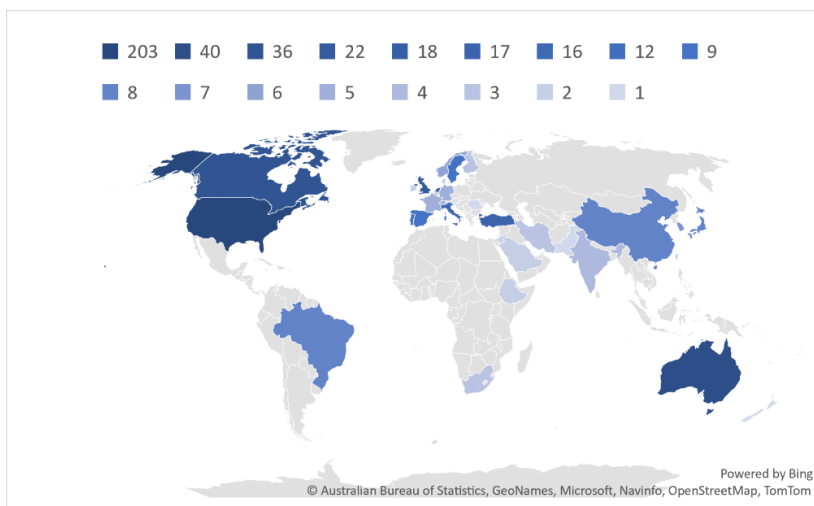 203 40 36 22 18 17 16 12 9
8 7 6 5 4 3 2 1
Powered by Bing
© Australian Bureau of Statistics, GeoNames, Microsoft, Navinfo, OpenStreetMap, TomTom